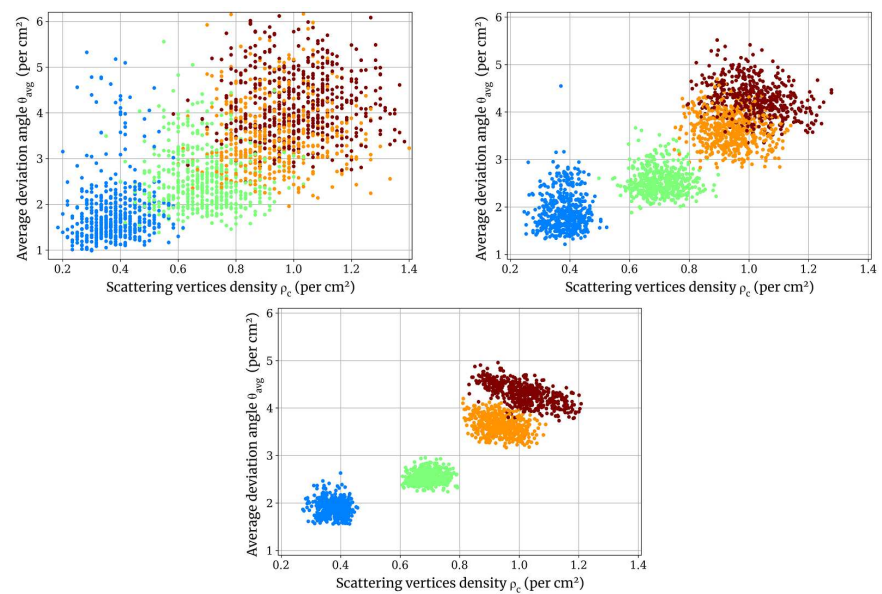 Average deviation angle θavg (per cm²)
6
5
4
3
2
1
0.2 0.4 0.6 0.8 1.0 1.2 1.4
Scattering vertices density ρc (per cm²)
Average deviation angle θavg (per cm²)
6
5
4
3
2
1
0.2 0.4 0.6 0.8 1.0 1.2 1.4
Scattering vertices density ρc (per cm²)
Average deviation angle θavg (per cm²)
6
5
4
3
2
1
0.2 0.4 0.6 0.8 1.0 1.2 1.4
Scattering vertices density ρc (per cm²)